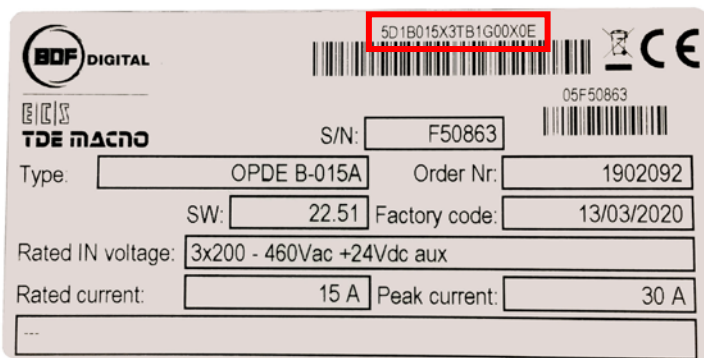 5D1B015X3TB1G00X0E
BDF DIGITAL
CE
05F50863
ECS
TDE MACNO
S/N: F50863
Type: OPDE B-015A Order Nr: 1902092
SW: 22.51 Factory code: 13/03/2020
Rated IN voltage: 3x200 - 460Vac +24Vdc aux
Rated current: 15 A Peak current: 30 A
---